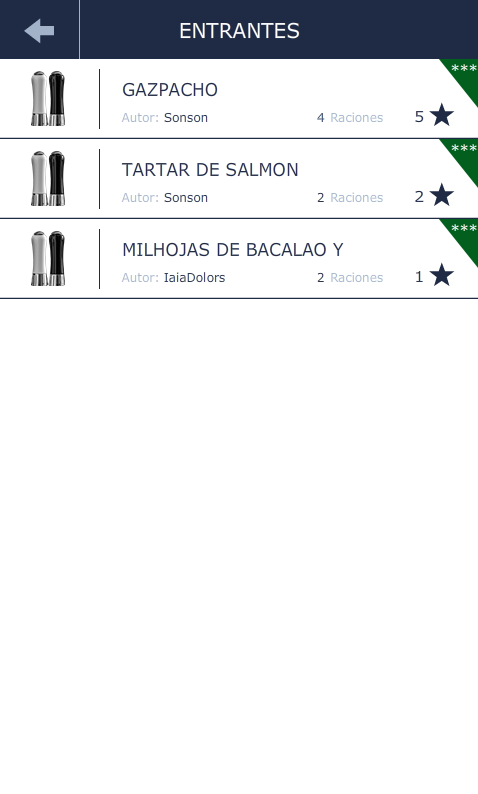 ENTRANTES
***
GAZPACHO
Autor: Sonson 4 Raciones 5
***
TARTAR DE SALMON
Autor: Sonson 2 Raciones 2
***
MILHOJAS DE BACALAO Y
Autor: IaiaDolors 2 Raciones 1